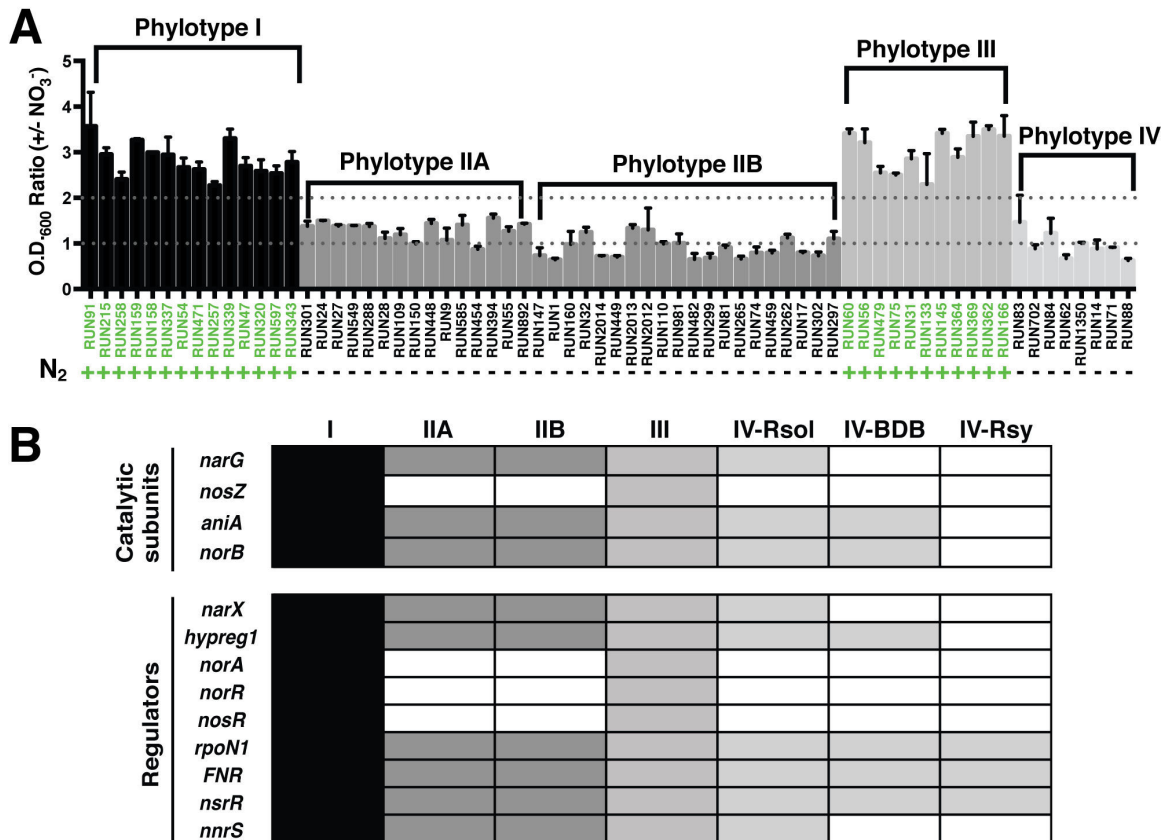 A
Phylotype I
Phylotype IIA
Phylotype IIB
Phylotype III
Phylotype IV
O.D.600 Ratio (+/- NO3-)
5
4
3
2
1
0
RUN91
RUN215
RUN258
RUN159
RUN158
RUN337
RUN54
RUN471
RUN257
RUN339
RUN47
RUN320
RUN597
RUN343
RUN301
RUN24
RUN27
RUN549
RUN288
RUN28
RUN109
RUN150
RUN448
RUN9
RUN585
RUN454
RUN394
RUN55
RUN892
RUN147
RUN1
RUN160
RUN32
RUN2014
RUN449
RUN2013
RUN2012
RUN110
RUN981
RUN482
RUN299
RUN81
RUN265
RUN74
RUN459
RUN262
RUN17
RUN302
RUN297
RUN60
RUN56
RUN479
RUN75
RUN31
RUN133
RUN145
RUN364
RUN369
RUN362
RUN166
RUN83
RUN702
RUN84
RUN62
RUN1350
RUN14
RUN71
RUN88
N2 + + + + + + + + + + + + + + - - - - - - - - - - - - - - - - - - - - - - - - - - - - - - - - - - - + + + + + + + + + + + - - - - - - - -
B
I IIA IIB III IV-Rsol IV-BDB IV-Rsy
Catalytic
subunits
narG
nosZ
aniA
norB
Regulators
narX
hypreg1
norA
norR
nosR
rpoN1
FNR
nsrR
nnrS